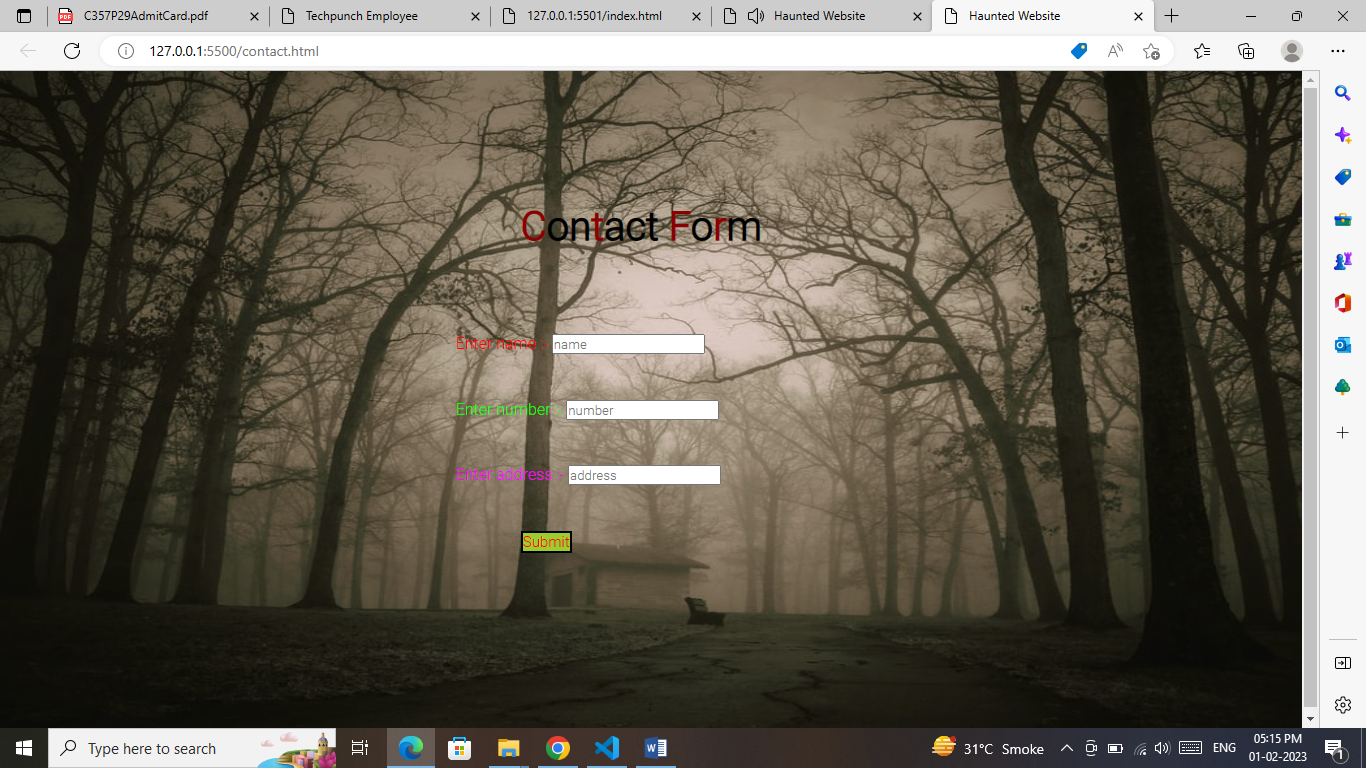 C357P29AdmitCard.pdf
Techpunch Employee
127.0.0.1:5501/index.html
Haunted Website
Haunted Website
127.0.0.1:5500/contact.html
Contact Form
Enter name :- name
Enter number :- number
Enter address :- address
Submit
Type here to search
31°C Smoke
ENG
05:15 PM
01-02-2023
1